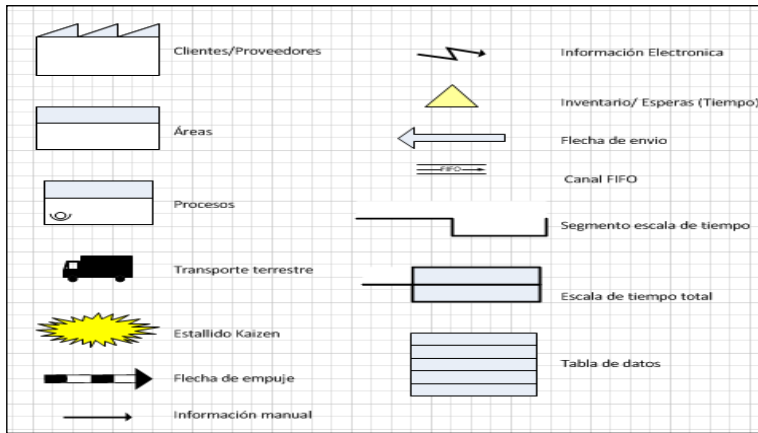 Clientes/Proveedores
Áreas
Procesos
Transporte terrestre
Estallido Kaizen
Flecha de empuje
Información manual
Información Electronica
Inventario/ Esperas (Tiempo)
Flecha de envio
FIFO
Canal FIFO
Segmento escala de tiempo
Escala de tiempo total
Tabla de datos